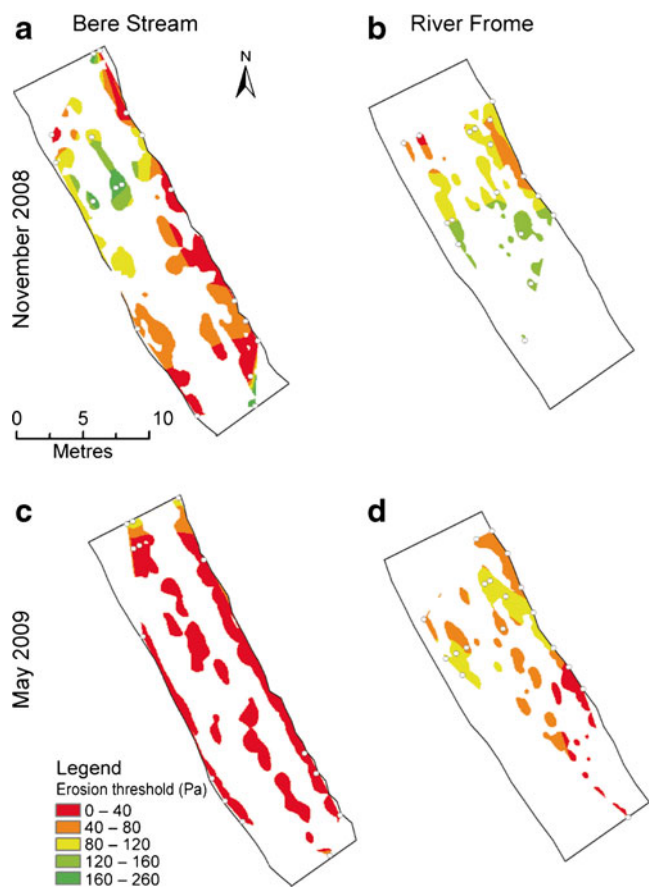 a Bere Stream
b River Frome
N
November 2008
0 5 10
Metres
c
d
May 2009
Legend
Erosion threshold (Pa)
0 – 40
40 – 80
80 – 120
120 – 160
160 – 260